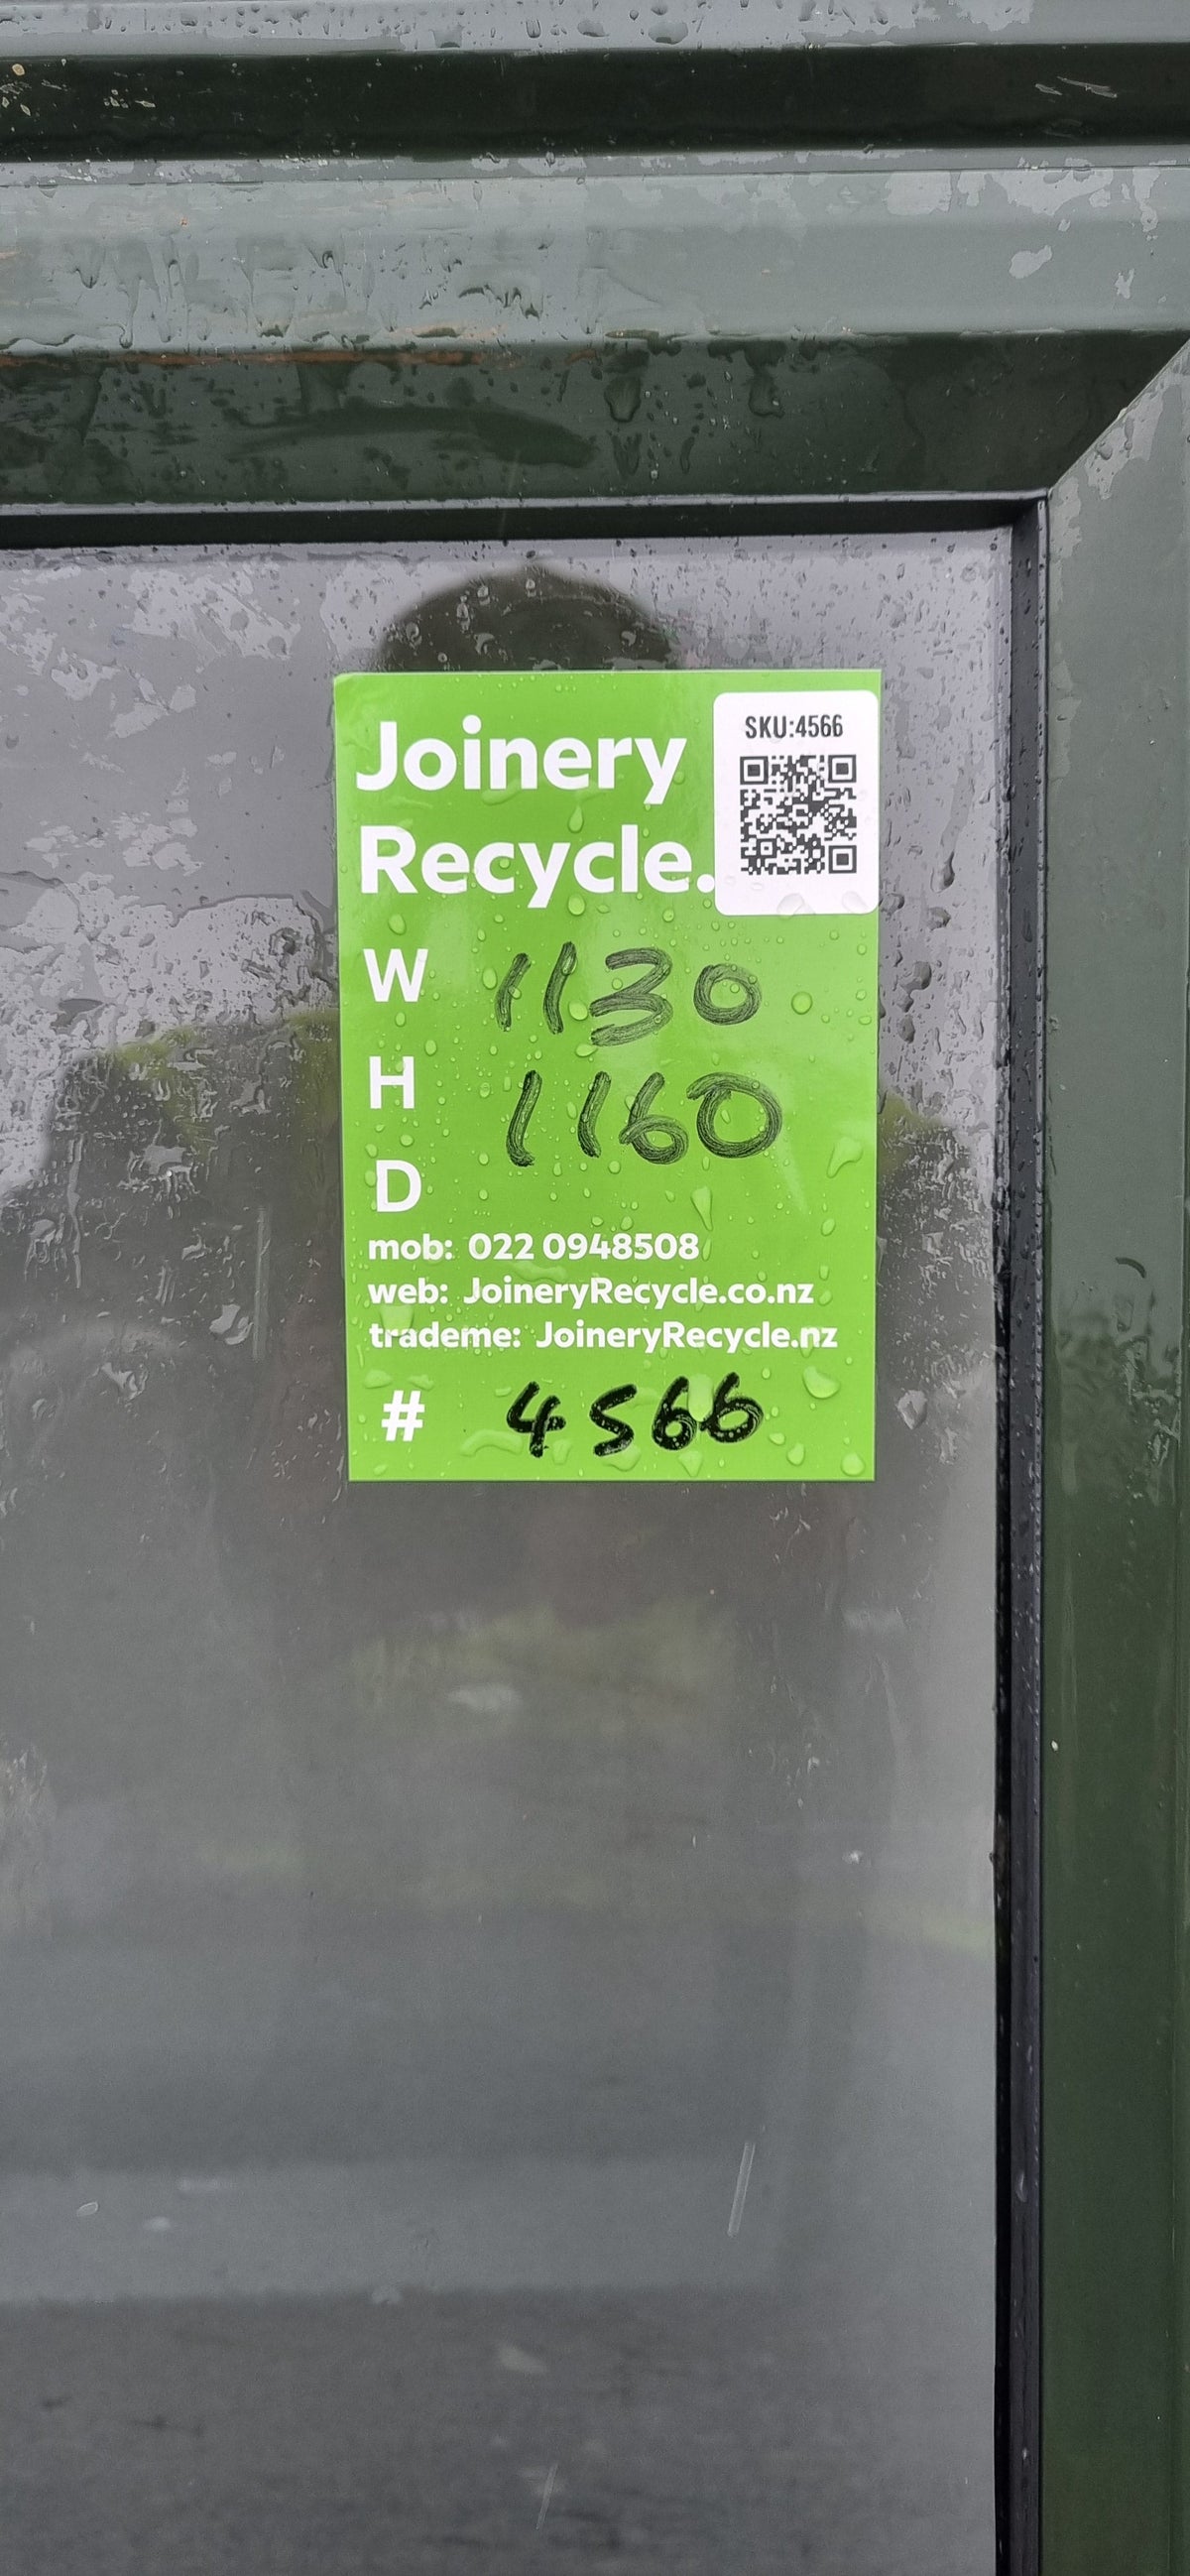 Joinery
Recycle.
SKU:4566
W 1130
H 1160
D
mob: 022 0948508
web: JoineryRecycle.co.nz
trademe: JoineryRecycle.nz
# 4566